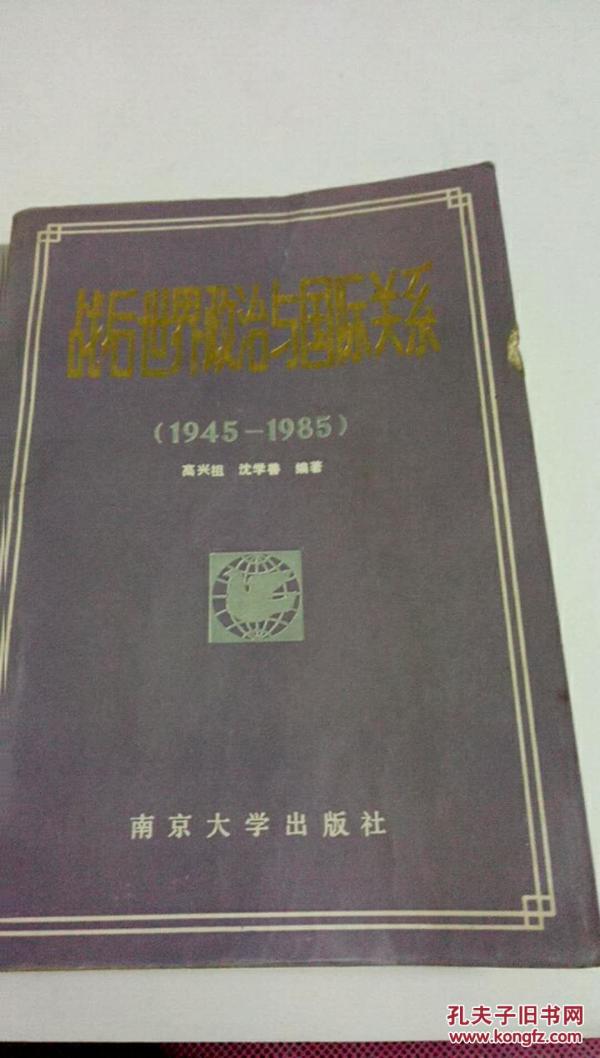 战后世界政治与国际关系
(1945-1985)
高兴祖 沈学善 编著
南京大学出版社
孔夫子旧书网
www.kongfz.com